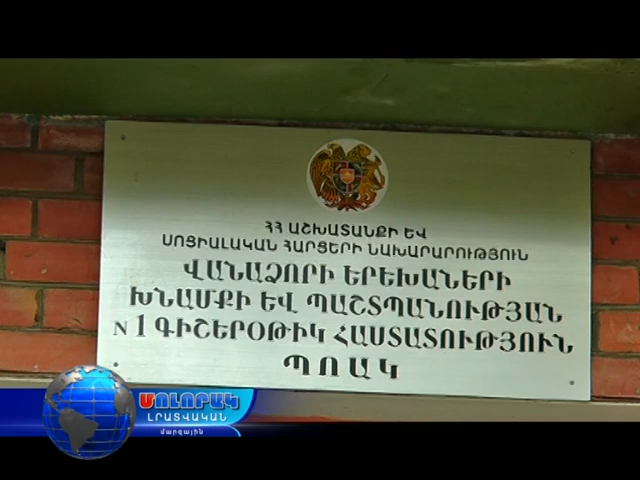 ՀՀ ԱՇԽԱՏԱՆՔԻ ԵՎ
ՍՈՑԻԱԼԱԿԱՆ ՀԱՐՑԵՐԻ ՆԱԽԱՐԱՐՈՒԹՅՈՒՆ
ՎԱՆԱՁՈՐԻ ԵՐԵԽԱՆԵՐԻ
ԽՆԱՄՔԻ ԵՎ ՊԱՇՏՊԱՆՈՒԹՅԱՆ
N 1 ԳԻՇԵՐՕԹԻԿ ՀԱՍՏԱՏՈՒԹՅՈՒՆ
ՊՈԱԿ
ՄՈԼՈՐԱԿ
ԼՐԱՏՎԱԿԱՆ
մարզային